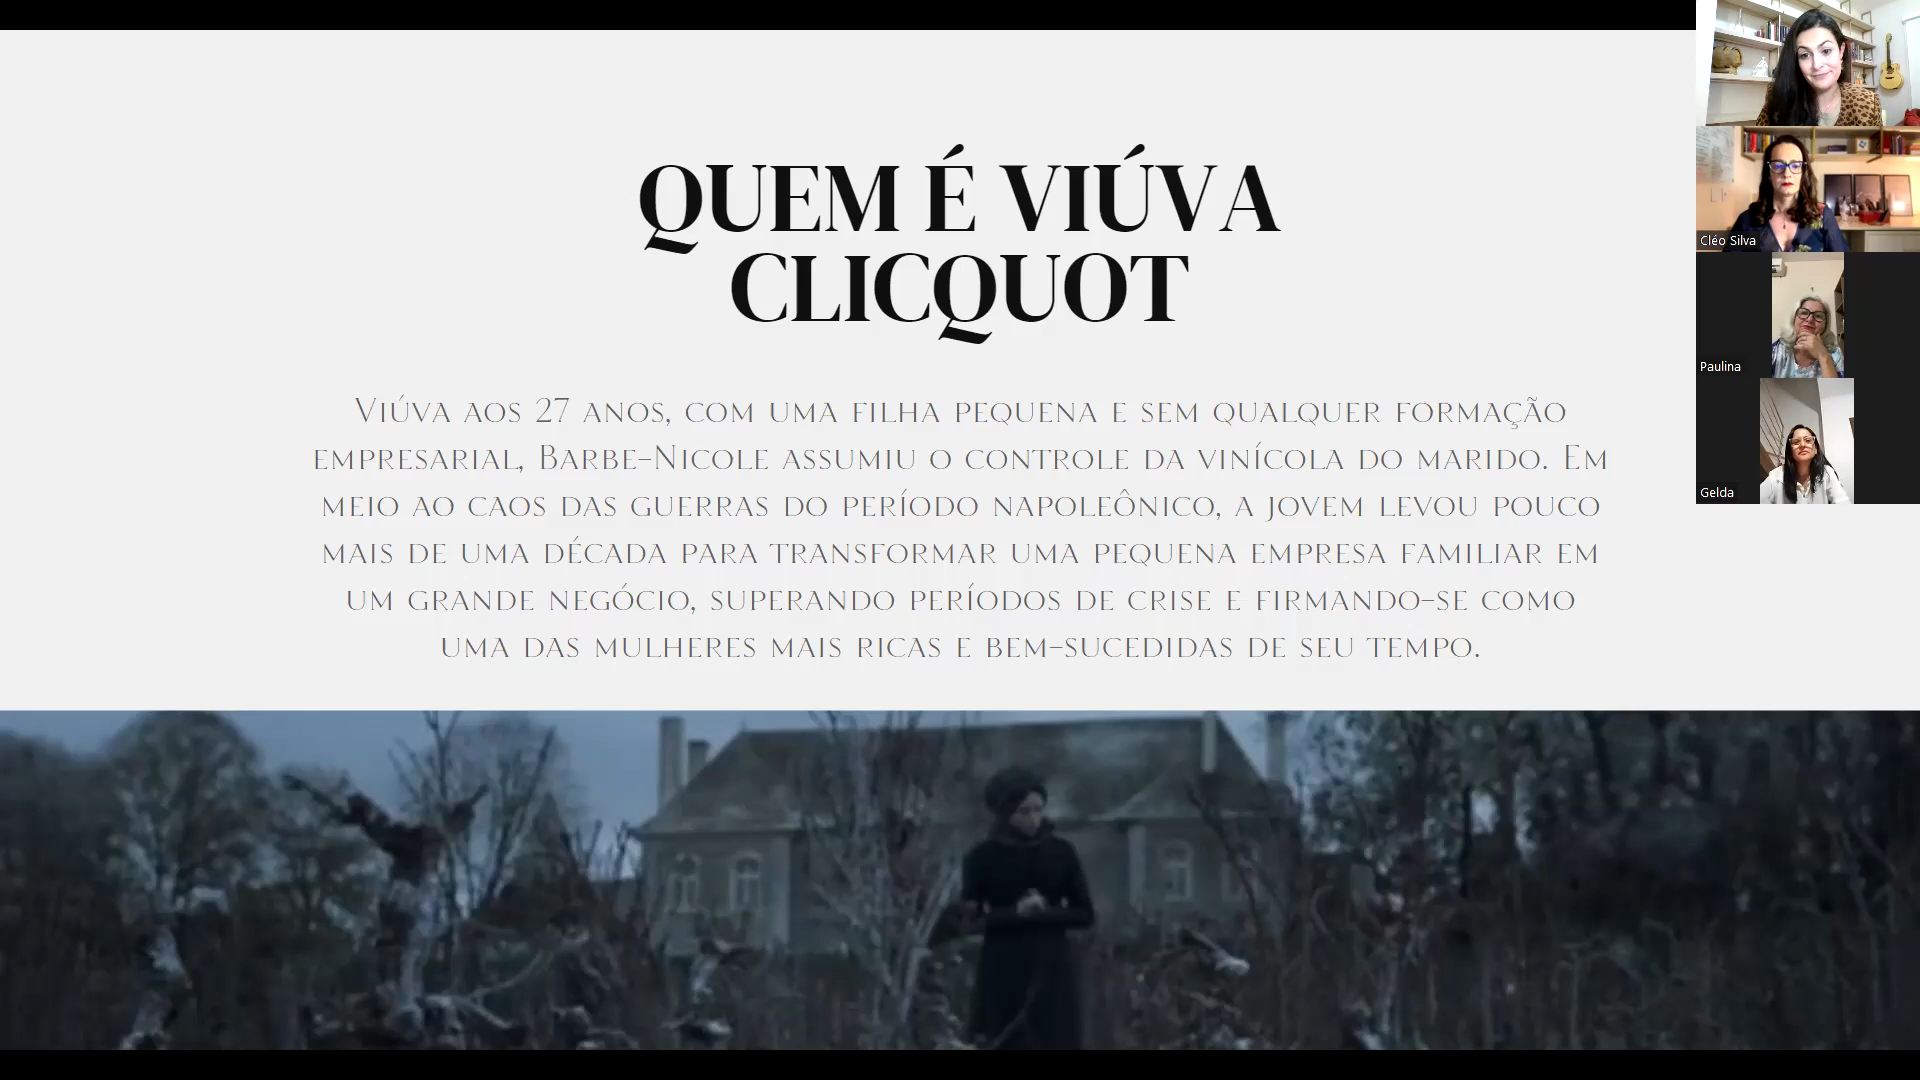 QUEM É VIÚVA
CLICQUOT
Viúva aos 27 anos, com uma filha pequena e sem qualquer formação
empresarial, Barbe-Nicole assumiu o controle da vinícola do marido. Em
meio ao caos das guerras do período napoleônico, a jovem levou pouco
mais de uma década para transformar uma pequena empresa familiar em
um grande negócio, superando períodos de crise e firmando-se como
uma das mulheres mais ricas e bem-sucedidas de seu tempo.
Cléo Silva
Paulina
Gelda